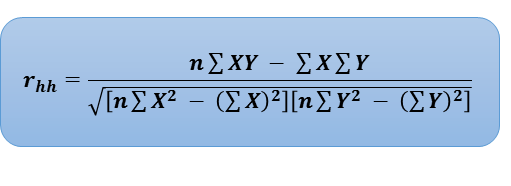 r_hh = (n ∑ XY − ∑ X ∑ Y) / √([n ∑ X² − (∑ X)²][n ∑ Y² − (∑ Y)²])